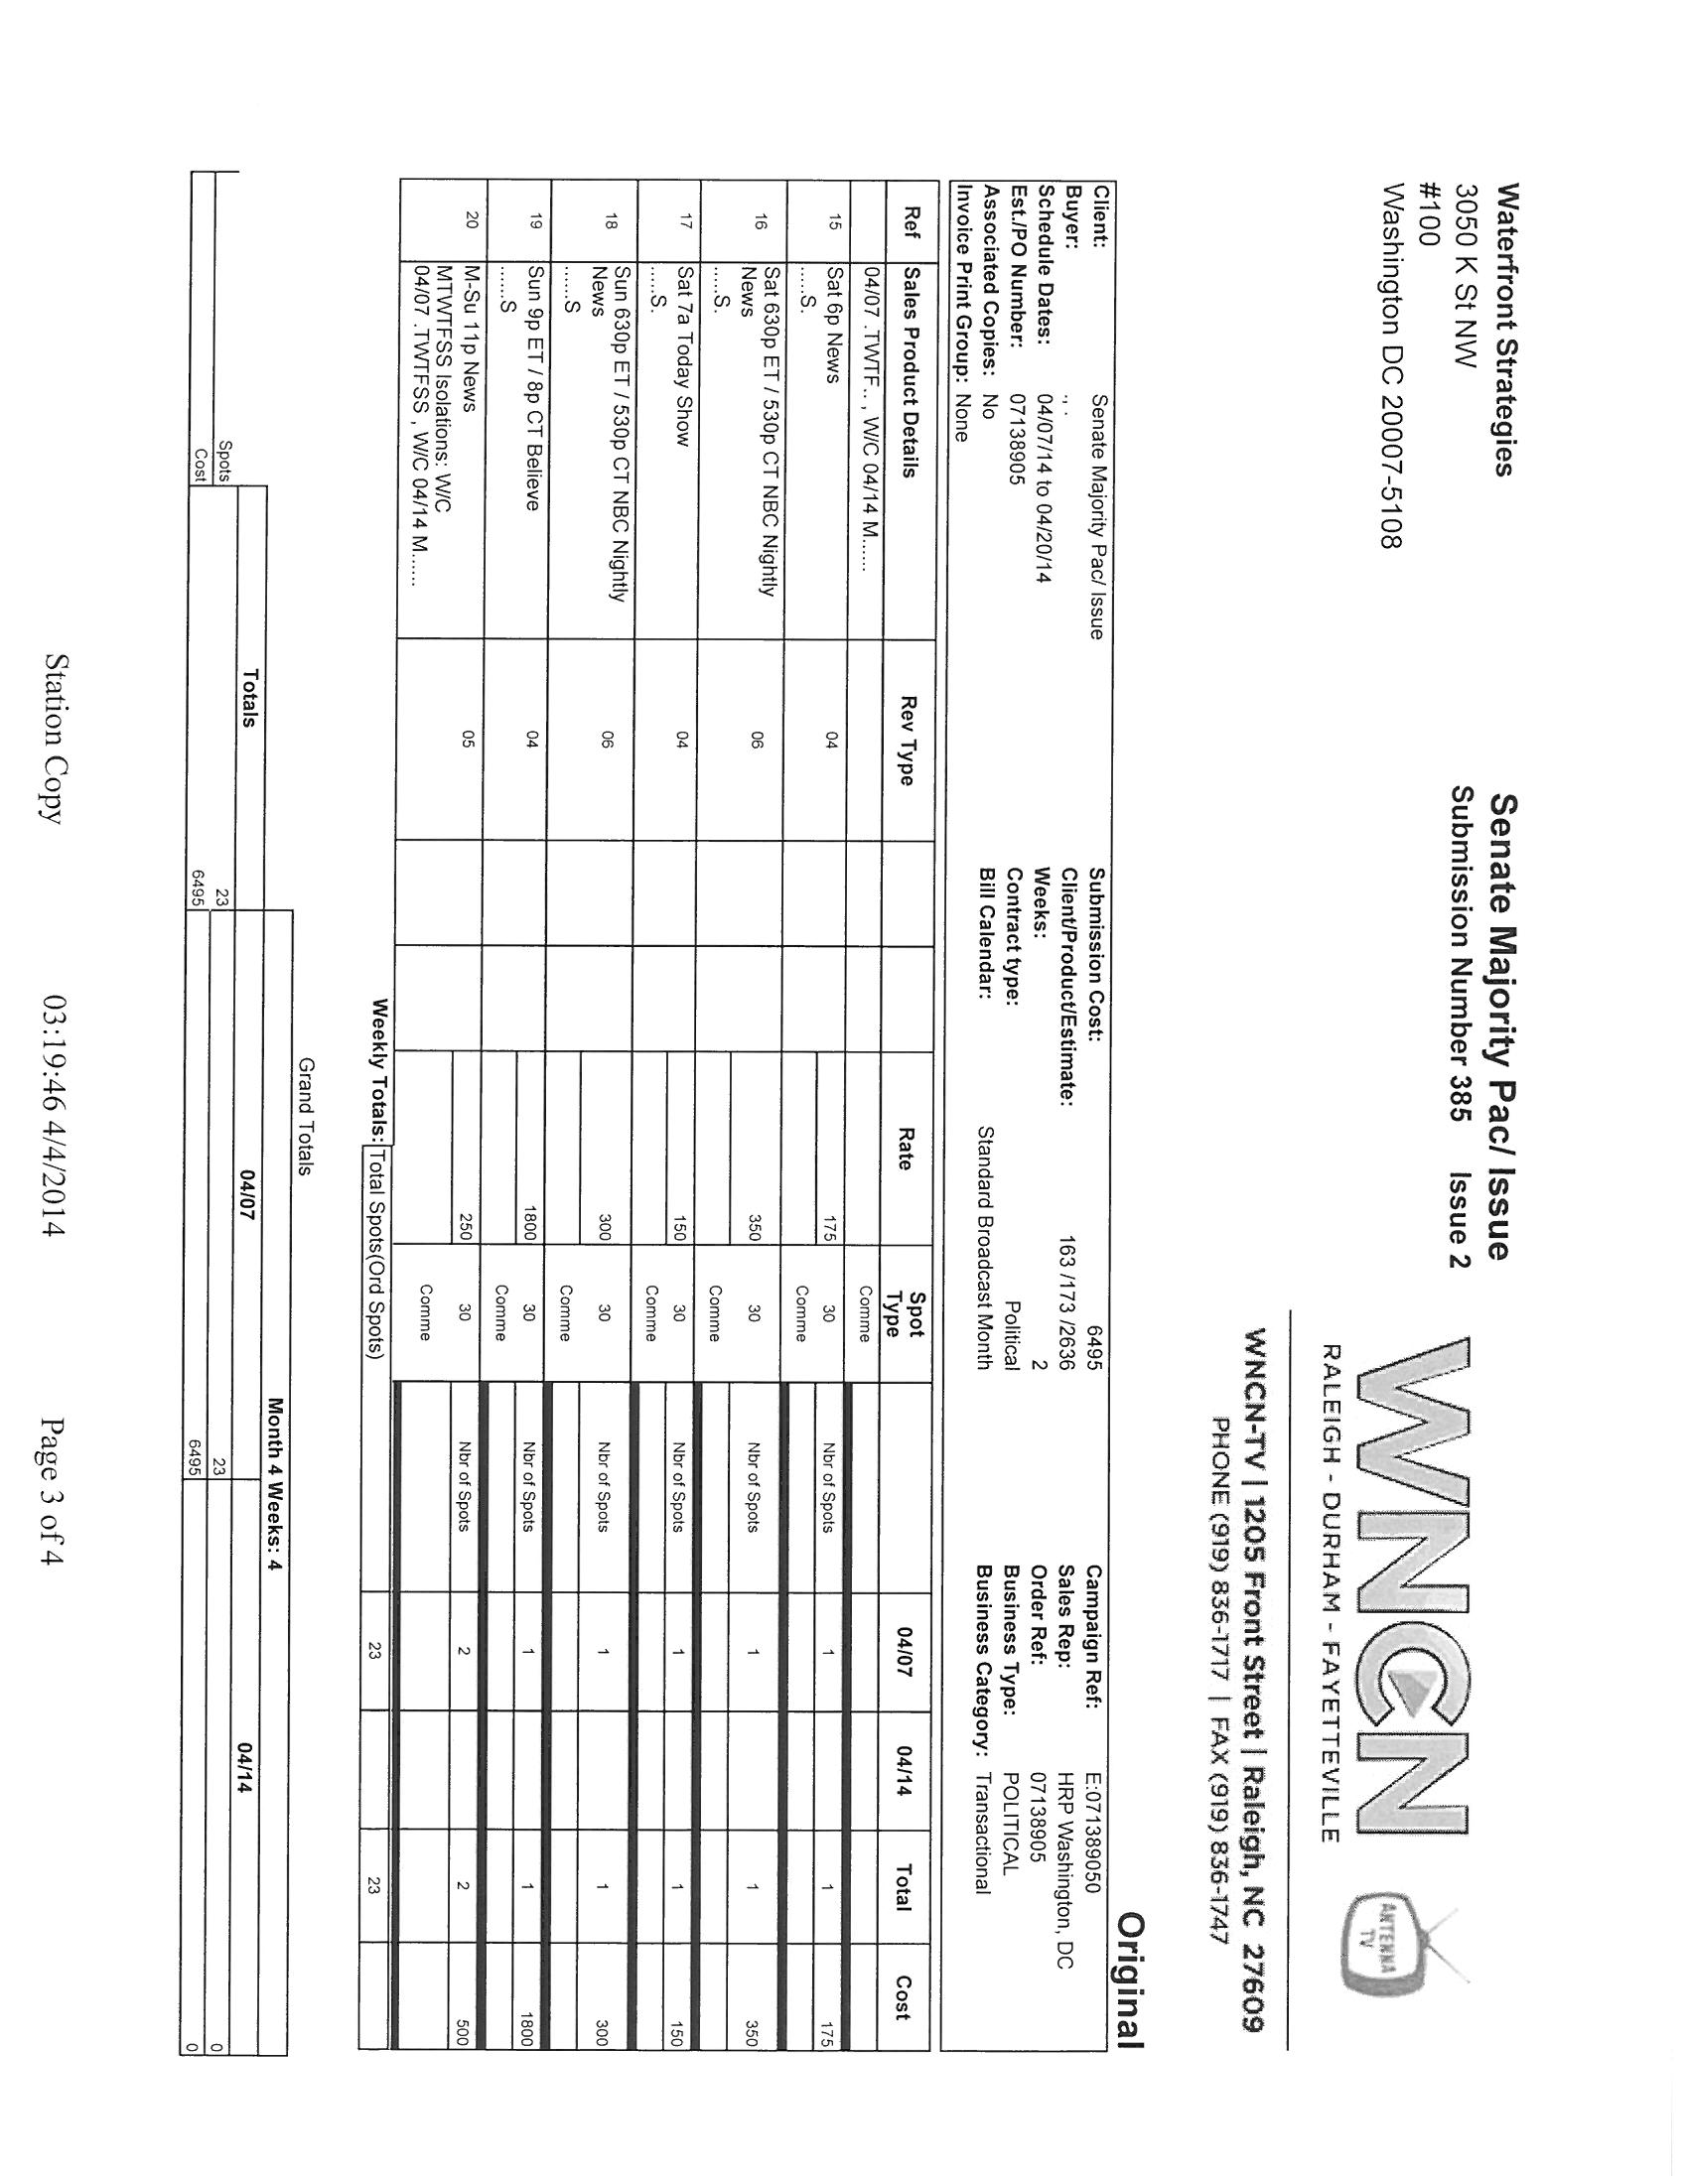 Waterfront Strategies
3050 K St NW
#100
Washington DC 20007-5108
Senate Majority Pac/ Issue
Submission Number 385 Issue 2
WNCN
RALEIGH - DURHAM - FAYETTEVILLE
ANTENNA
TV
WNCN-TV | 1205 Front Street | Raleigh, NC 27609
PHONE (919) 836-1717 | FAX (919) 836-1747
Original
Client: Senate Majority Pac/ Issue Submission Cost: 6495 Campaign Ref: E:071389050
Buyer: ., . Client/Product/Estimate: 163 /1173 /2636 Sales Rep: HRP Washington, DC
Schedule Dates: 04/07/14 to 04/20/14 Weeks: 2 Order Ref: 07138905
Est./PO Number: 07138905 Contract type: Political Business Type: POLITICAL
Associated Copies: No Bill Calendar: Standard Broadcast Month Business Category: Transactional
Invoice Print Group: None
Ref Sales Product Details Rev Type Rate Spot Type 04/07 04/14 Total Cost
04/07 .TWTF.. , W/C 04/14 M...... Comme
15 Sat 6p News 04 175 30 Nbr of Spots 1 1 175
.....S. Comme
16 Sat 630p ET / 530p CT NBC Nightly 06 350 30 Nbr of Spots 1 1 350
News
.....S. Comme
17 Sat 7a Today Show 04 150 30 Nbr of Spots 1 1 150
.....S. Comme
18 Sun 630p ET / 530p CT NBC Nightly 06 300 30 Nbr of Spots 1 1 300
News
......S Comme
19 Sun 9p ET / 8p CT Believe 04 1800 30 Nbr of Spots 1 1 1800
......S Comme
20 M-Su 11p News 05 250 30 Nbr of Spots 2 2 500
MTWTFSS Isolations: W/C
04/07 .TWTFSS , W/C 04/14 M...... Comme
Weekly Totals: Total Spots(Ord Spots) 23 23
Grand Totals
Month 4 Weeks: 4
Totals 04/07 04/14
Spots 23 23 0
Cost 6495 6495 0
Station Copy 03:19:46 4/4/2014 Page 3 of 4